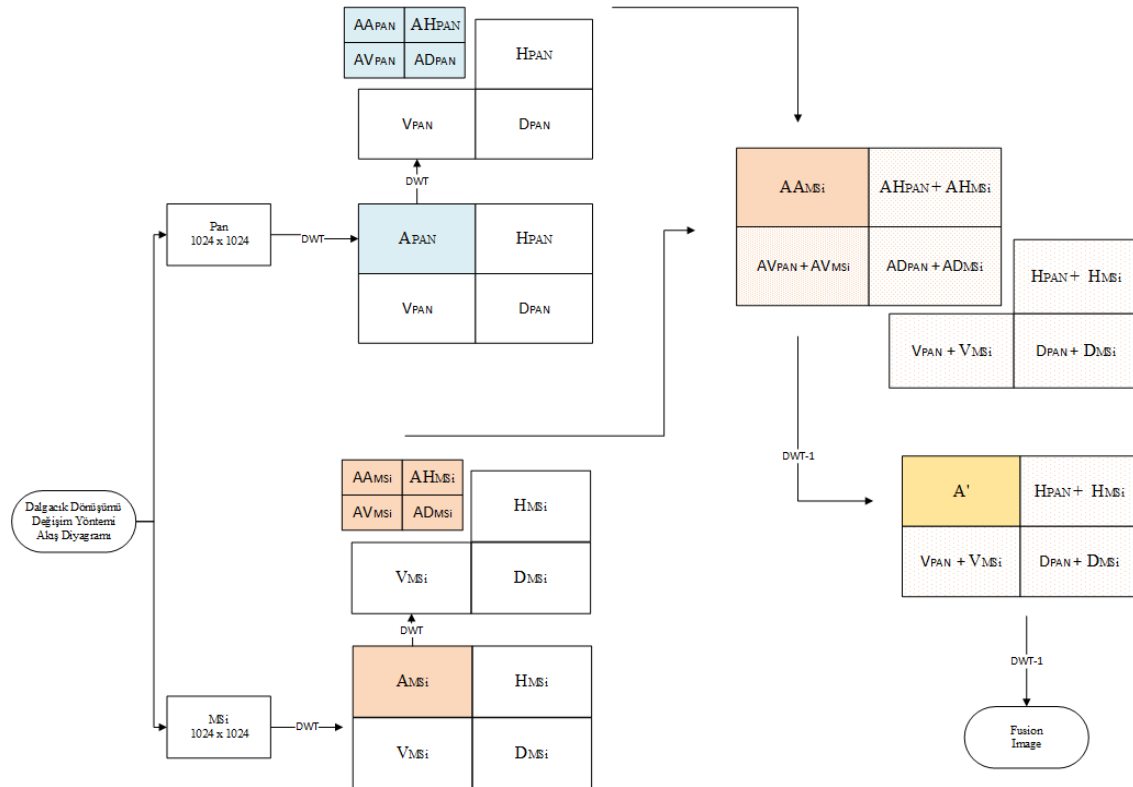 AAPAN AHPAN
AVPAN ADPAN
HPAN
VPAN DPAN
DWT
Pan
1024 x 1024
DWT
APAN HPAN
VPAN DPAN
AAMSi AHPAN + AHMSi
AVPAN + AVMSi ADPAN + ADMSi
HPAN + HMSi
VPAN + VMSi DPAN + DMSi
DWT-1
Dalgacık Dönüşümü
Değişim Yöntemi
Akış Diyagramı
AAMSi AHMSi
AVMSi ADMSi
HMSi
VMSi DMSi
DWT
MSi
1024 x 1024
DWT
AMSi HMSi
VMSi DMSi
A' HPAN + HMSi
VPAN + VMSi DPAN + DMSi
DWT-1
Fusion
Image